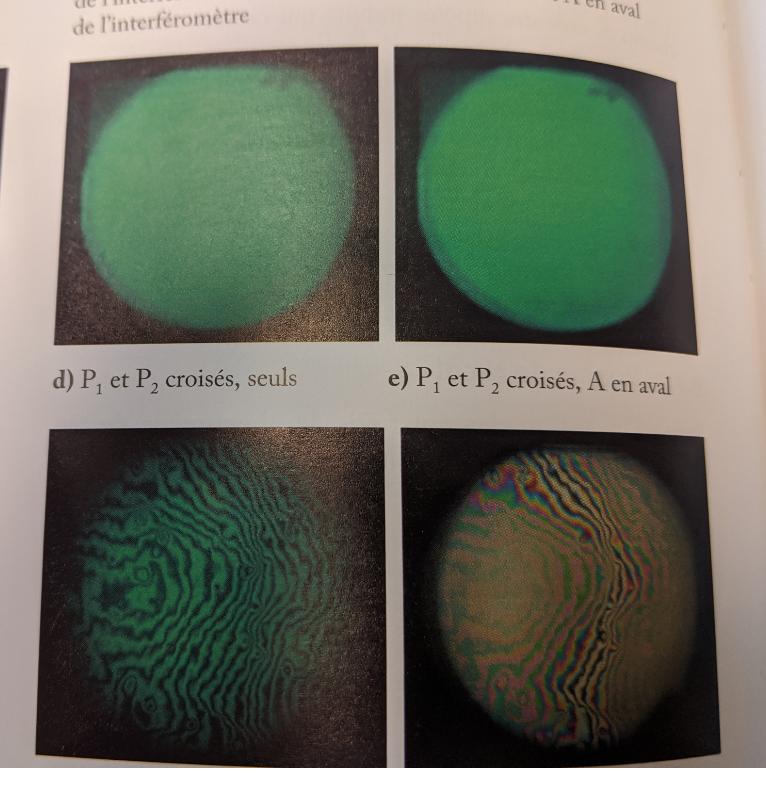 de l'interféromètre
en aval
d) P₁ et P₂ croisés, seuls
e) P₁ et P₂ croisés, A en aval